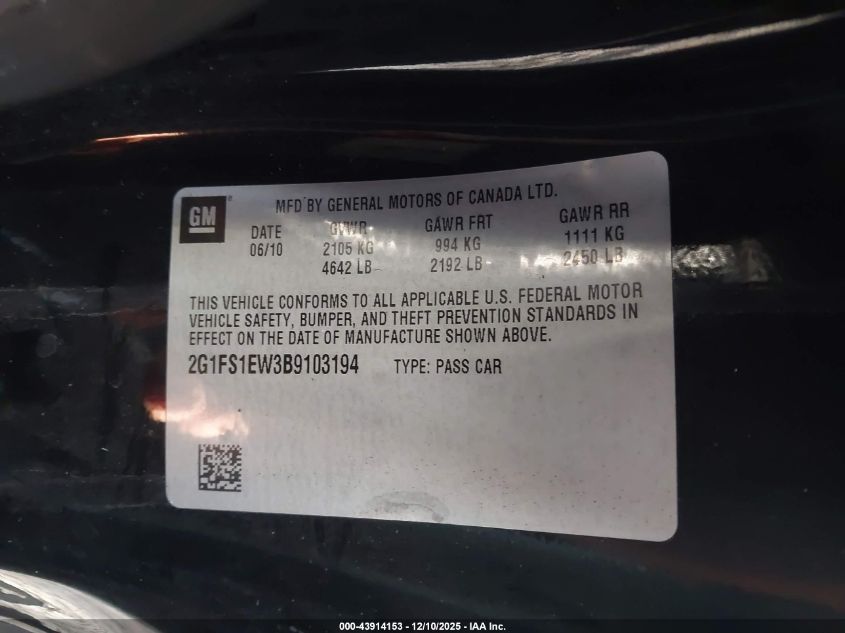 GM®
MFD BY GENERAL MOTORS OF CANADA LTD.
DATE GVWR GAWR FRT GAWR RR
06/10 2105 KG 994 KG 1111 KG
4642 LB 2192 LB 2450 LB
THIS VEHICLE CONFORMS TO ALL APPLICABLE U.S. FEDERAL MOTOR
VEHICLE SAFETY, BUMPER, AND THEFT PREVENTION STANDARDS IN
EFFECT ON THE DATE OF MANUFACTURE SHOWN ABOVE.
2G1FS1EW3B9103194 TYPE: PASS CAR
000-43914153 - 12/10/2025 - IAA Inc.